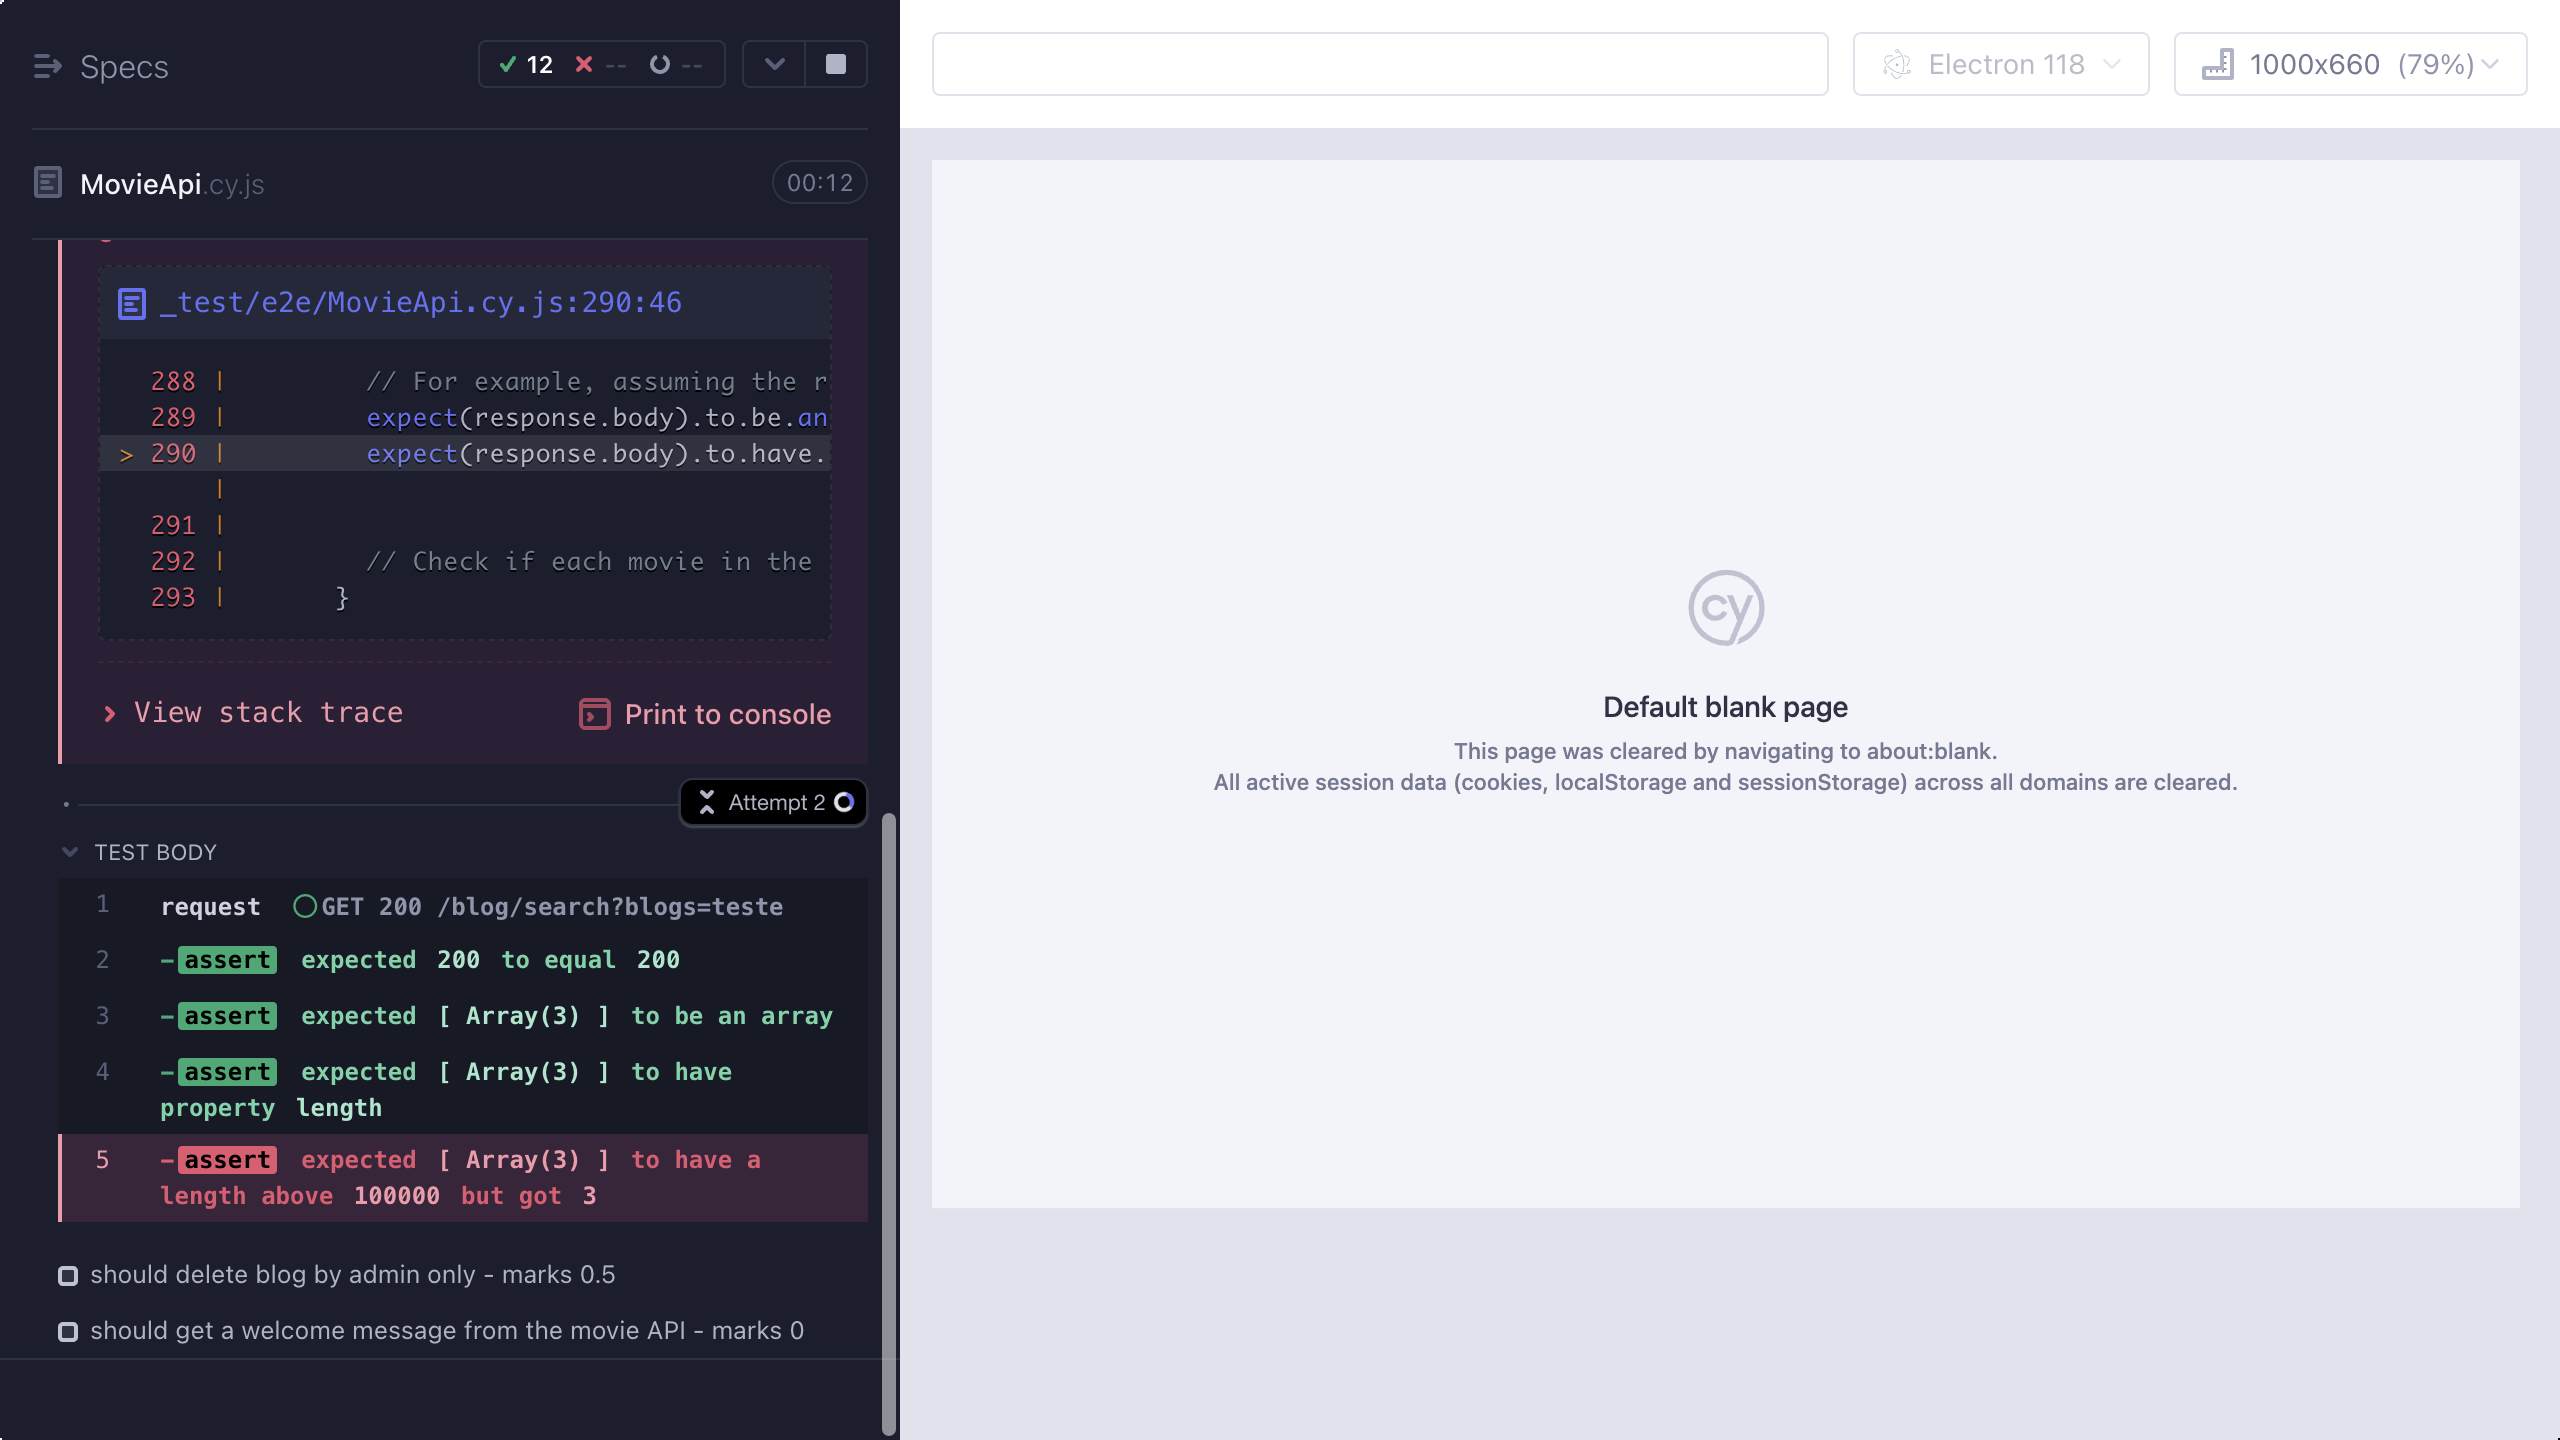 Specs
12 -- --
MovieApi.cy.js
00:12
_test/e2e/MovieApi.cy.js:290:46
288 | // For example, assuming the r
289 | expect(response.body).to.be.an
> 290 | expect(response.body).to.have.
|
291 |
292 | // Check if each movie in the
293 | }
View stack trace
Print to console
Attempt 2
TEST BODY
1 request GET 200 /blog/search?blogs=teste
2 -assert expected 200 to equal 200
3 -assert expected [ Array(3) ] to be an array
4 -assert expected [ Array(3) ] to have
property length
5 -assert expected [ Array(3) ] to have a
length above 100000 but got 3
should delete blog by admin only - marks 0.5
should get a welcome message from the movie API - marks 0
Electron 118
1000x660 (79%)
cy
Default blank page
This page was cleared by navigating to about:blank.
All active session data (cookies, localStorage and sessionStorage) across all domains are cleared.